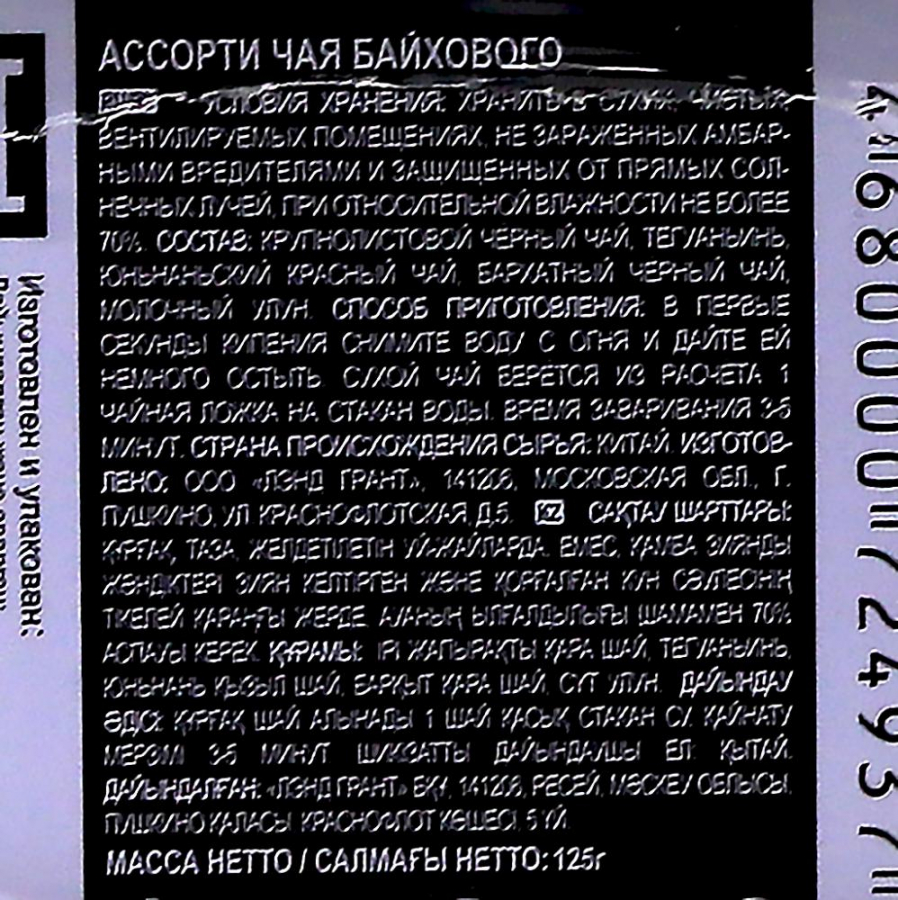 АССОРТИ ЧАЯ БАЙХОВОГО
УСЛОВИЯ ХРАНЕНИЯ: ХРАНИТЬ В СУХИХ, ЧИСТЫХ,
ВЕНТИЛИРУЕМЫХ ПОМЕЩЕНИЯХ, НЕ ЗАРАЖЕННЫХ АМБАР-
НЫМИ ВРЕДИТЕЛЯМИ И ЗАЩИЩЕННЫХ ОТ ПРЯМЫХ СОЛ-
НЕЧНЫХ ЛУЧЕЙ, ПРИ ОТНОСИТЕЛЬНОЙ ВЛАЖНОСТИ НЕ БОЛЕЕ
70%. СОСТАВ: КРУПНОЛИСТОВОЙ ЧЕРНЫЙ ЧАЙ, ТЕГУАНЬИНЬ,
ЮНЬНАНЬСКИЙ КРАСНЫЙ ЧАЙ, БАРХАТНЫЙ ЧЕРНЫЙ ЧАЙ,
МОЛОЧНЫЙ УЛУН. СПОСОБ ПРИГОТОВЛЕНИЯ: В ПЕРВЫЕ
СЕКУНДЫ КИПЕНИЯ СНИМИТЕ ВОДУ С ОГНЯ И ДАЙТЕ ЕЙ
НЕМНОГО ОСТЫТЬ. СУХОЙ ЧАЙ БЕРЕТСЯ ИЗ РАСЧЕТА 1
ЧАЙНАЯ ЛОЖКА НА СТАКАН ВОДЫ. ВРЕМЯ ЗАВАРИВАНИЯ 3-5
МИНУТ. СТРАНА ПРОИСХОЖДЕНИЯ СЫРЬЯ: КИТАЙ. ИЗГОТОВ-
ЛЕНО: ООО «ЛЭНД ГРАНТ», 141206, МОСКОВСКАЯ ОБЛ., Г.
ПУШКИНО, УЛ. КРАСНОФЛОТСКАЯ, Д.5. KZ САҚТАУ ШАРТТАРЫ:
ҚҰРҒАҚ, ТАЗА, ЖЕЛДЕТІЛЕТІН ҮЙ-ЖАЙЛАРДА. ЕМЕС, ҚАМБА ЗИЯНДЫ
ЖӘНДІКТЕРІ ЗИЯН КЕЛТІРГЕН ЖӘНЕ ҚОРҒАЛҒАН КҮН СӘУЛЕСІНІҢ
ТІКЕЛЕЙ ҚАРАҢҒЫ ЖЕРДЕ. АУАНЫҢ ЫЛҒАЛДЫЛЫҒЫ ШАМАМЕН 70%
АСПАУЫ КЕРЕК. ҚҰРАМЫ: ІРІ ЖАПЫРАҚТЫ ҚАРА ШАЙ, ТЕГУАНЬИНЬ,
ЮНЬНАНЬ ҚЫЗЫЛ ШАЙ, БАРҚЫТ ҚАРА ШАЙ, СҮТ УЛУН. ДАЙЫНДАУ
ӘДІСІ: ҚҰРҒАҚ ШАЙ АЛЫНАДЫ 1 ШАЙ ҚАСЫҚ СТАКАН СУ. ҚАЙНАТУ
МЕРЗІМІ 3-5 МИНУТ. ШИКІЗАТТЫ ДАЙЫНДАУШЫ ЕЛ: ҚЫТАЙ.
ДАЙЫНДАЛҒАН: «ЛЭНД ГРАНТ» БҚҰ, 141206, РЕСЕЙ, МӘСКЕУ ОБЛЫСЫ,
ПУШКИНО ҚАЛАСЫ, КРАСНОФЛОТ КӨШЕСІ, 5 ҮЙ.
МАССА НЕТТО / САЛМАҒЫ НЕТТО: 125г
Изготовлен и упакован:
4 680000 724937